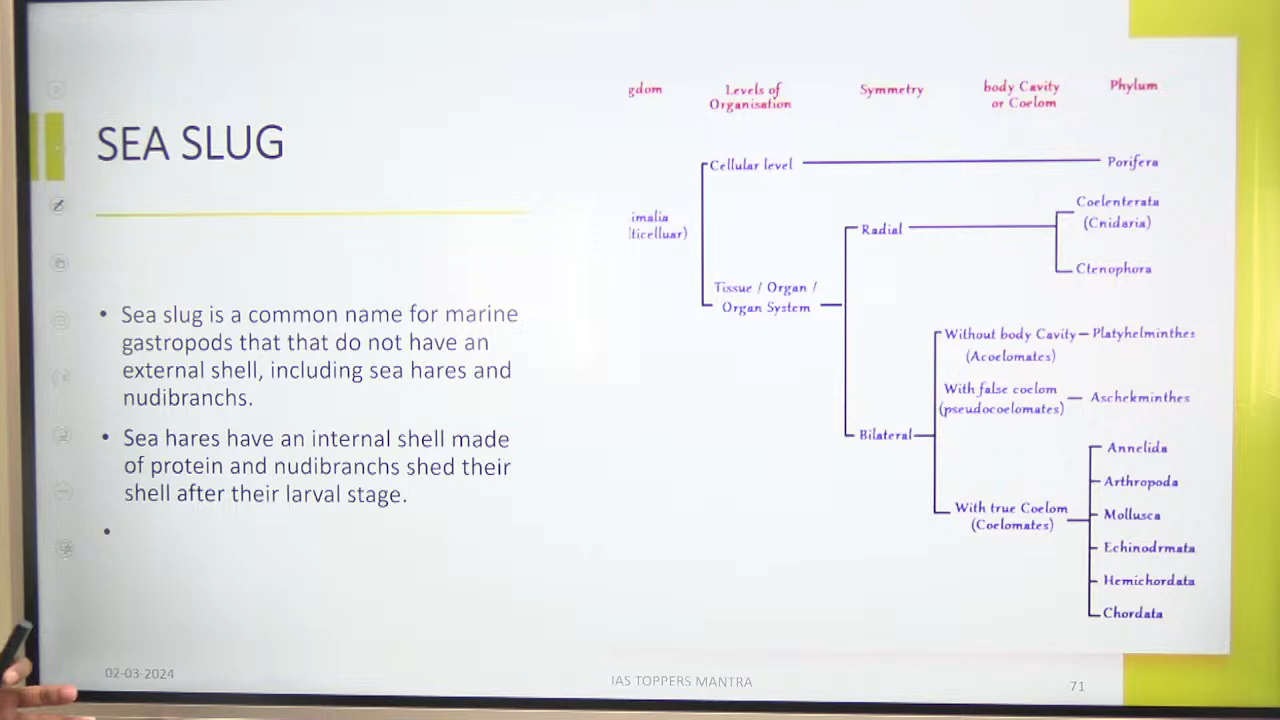 SEA SLUG
• Sea slug is a common name for marine
gastropods that that do not have an
external shell, including sea hares and
nudibranchs.
• Sea hares have an internal shell made
of protein and nudibranchs shed their
shell after their larval stage.
•
gdom
Levels of
Organisation
Symmetry
body Cavity
or Coelom
Phylum
Cellular level
Porifera
imalia
lticelluar)
Coelenterata
(Cnidaria)
Radial
Ctenophora
Tissue / Organ /
Organ System
Without body Cavity – Platyhelminthes
(Acoelomates)
With false coelom
(pseudocoelomates)
– Aschelminthes
Bilateral
Annelida
Arthropoda
With true Coelom
(Coelomates)
Mollusca
Echinodrmata
Hemichordata
Chordata
02-03-2024
IAS TOPPERS MANTRA
71